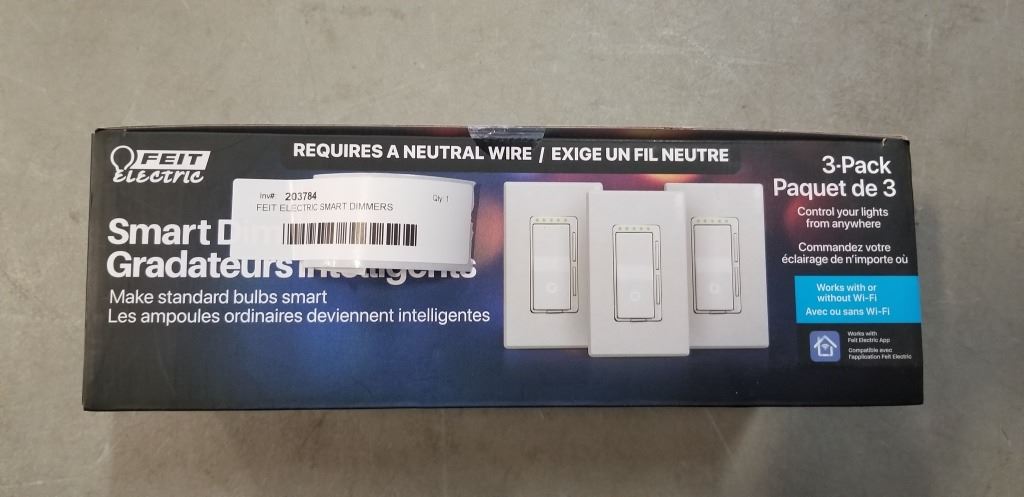 FEIT
Electric
REQUIRES A NEUTRAL WIRE / EXIGE UN FIL NEUTRE
Inv#: 203784
Qty: 1
FEIT ELECTRIC SMART DIMMERS
Smart
Gradateurs
Make standard bulbs smart
Les ampoules ordinaires deviennent intelligentes
3-Pack
Paquet de 3
Control your lights
from anywhere
Commandez votre
éclairage de n'importe où
Works with or
without Wi-Fi
Avec ou sans Wi-Fi
Works with
Feit Electric App
Compatible avec
l'application Feit Electric